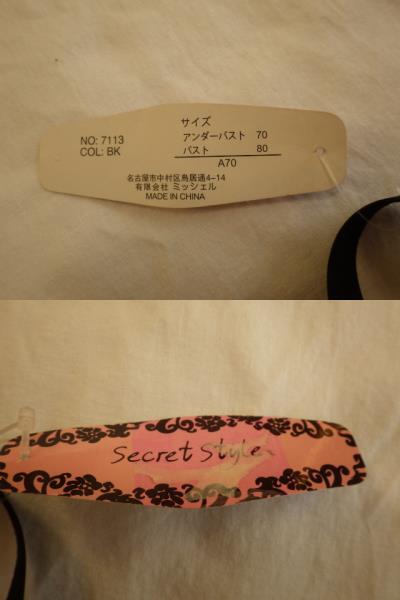 サイズ
NO: 7113
COL: BK
アンダーバスト 70
バスト 80
A70
名古屋市中村区鳥居通4-14
有限会社 ミッシェル
MADE IN CHINA
Secret Style